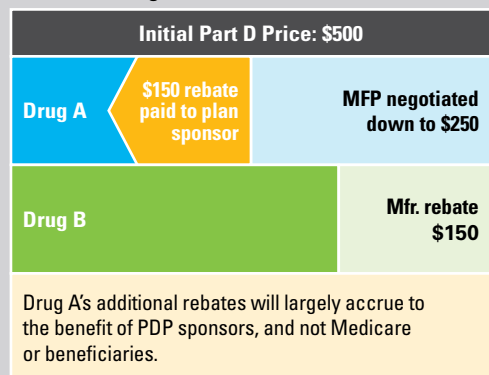 Initial Part D Price: $500
Drug A
$150 rebate
paid to plan
sponsor
MFP negotiated
down to $250
Drug B
Mfr. rebate
$150
Drug A's additional rebates will largely accrue to
the benefit of PDP sponsors, and not Medicare
or beneficiaries.